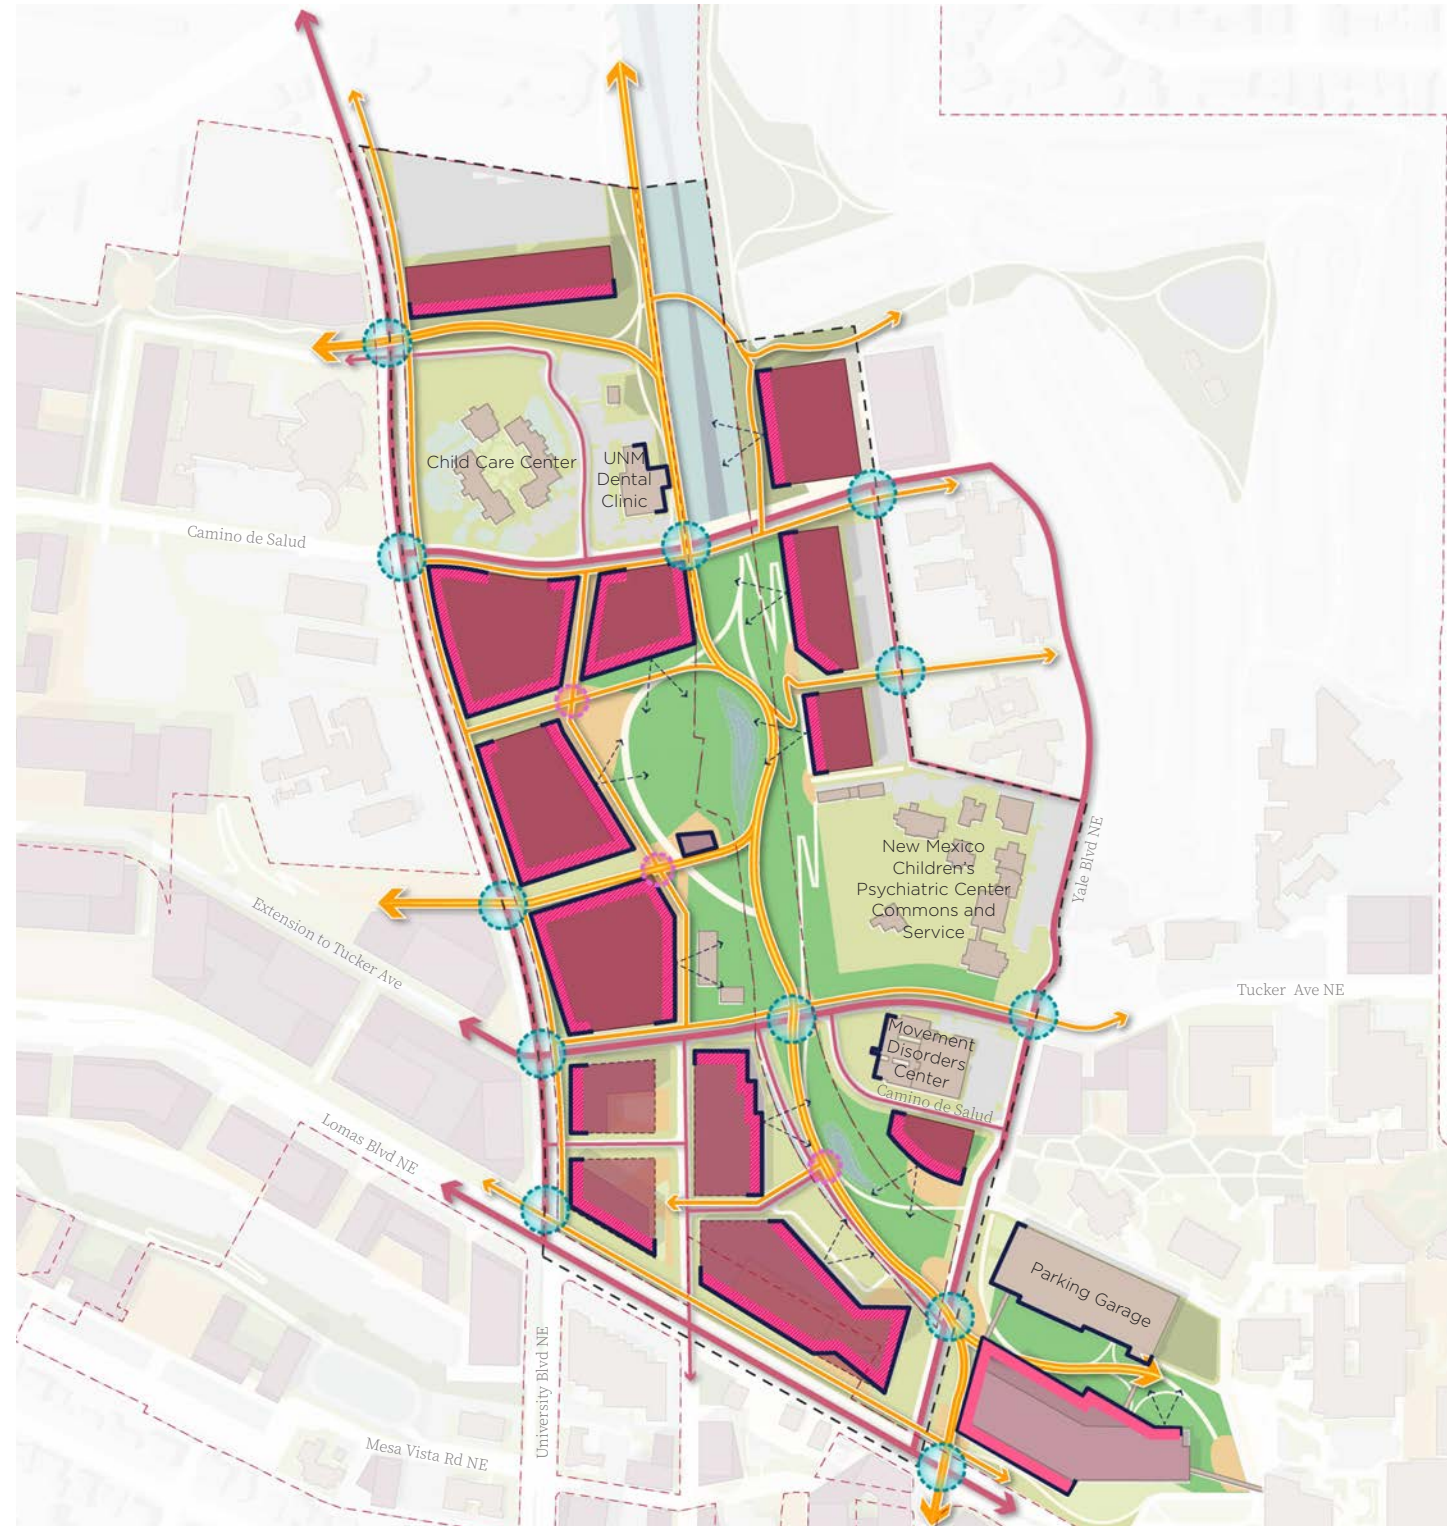 Child Care Center
UNM
Dental
Clinic
Camino de Salud
New Mexico
Children's
Psychiatric Center
Commons and
Service
Yale Blvd NE
Extension to Tucker Ave
Tucker Ave NE
Movement
Disorders
Center
Camino de Salud
Lomas Blvd NE
Parking Garage
University Blvd NE
Mesa Vista Rd NE